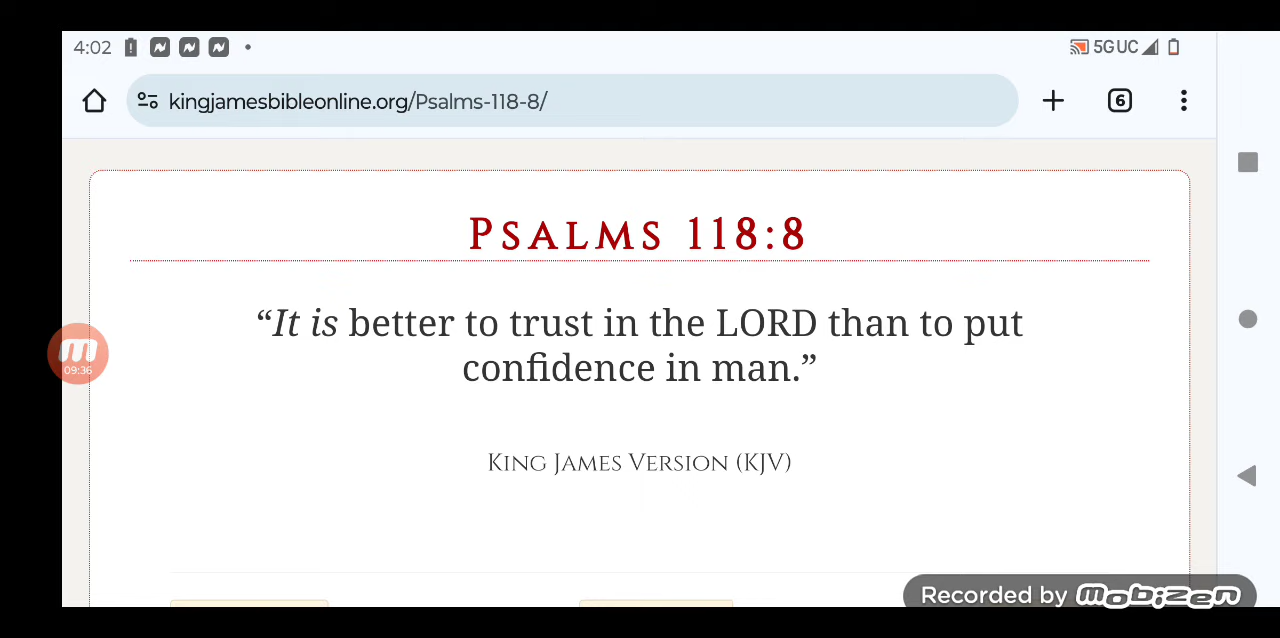 4:02
5G UC
kingjamesbibleonline.org/Psalms-118-8/
6
Psalms 118:8
“It is better to trust in the LORD than to put
confidence in man.”
09:36
King James Version (KJV)
Recorded by mobizen